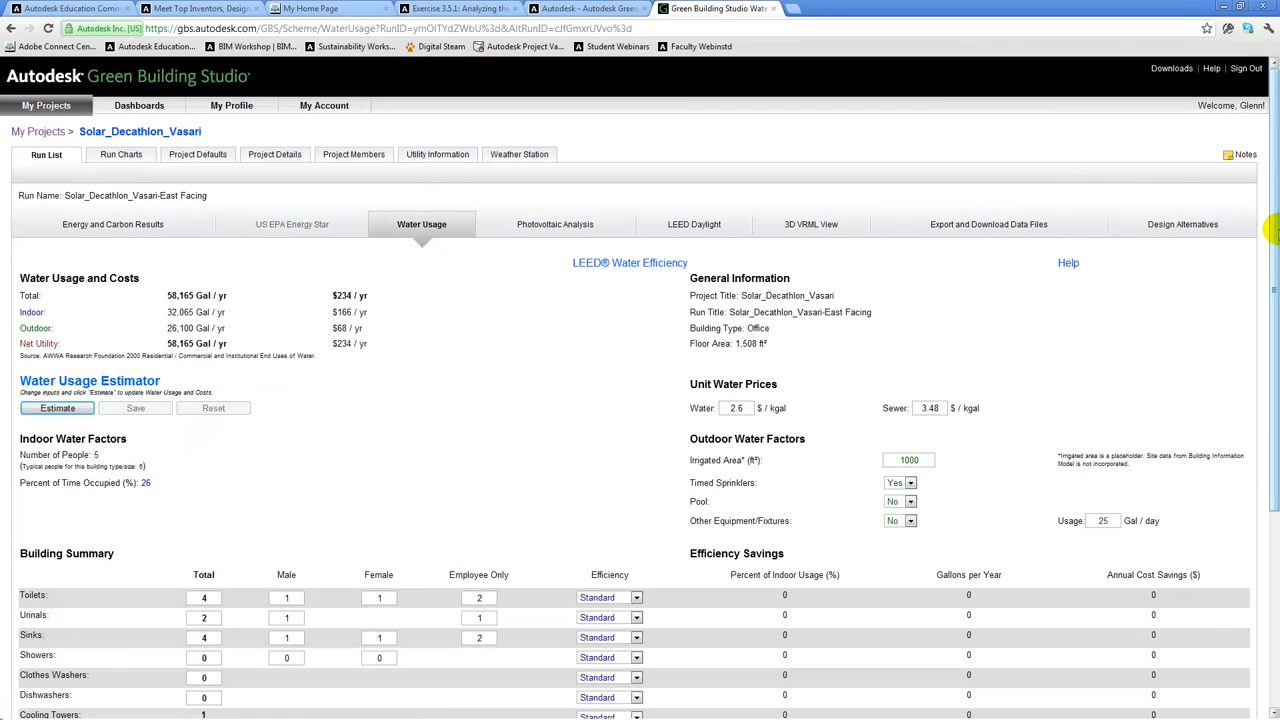 Autodesk Education Comm
Meet Top Inventors, Design
My Home Page
Exercise 3.5.1: Analyzing the
Autodesk - Autodesk Green
Green Building Studio Wate
Autodesk, Inc. [US] https://gbs.autodesk.com/GBS/Scheme/WaterUsage?RunID=ymOlTYdZWbU%3d&AltRunID=cJfGmxrUVvo%3d
Adobe Connect Cen... Autodesk Education... BIM Workshop | BIM... Sustainability Works... Digital Steam Autodesk Project Va... Student Webinars Faculty Webinstd
Autodesk Green Building Studio
Downloads | Help | Sign Out
My Projects Dashboards My Profile My Account Welcome, Glenn!
My Projects > Solar_Decathlon_Vasari
Run List Run Charts Project Defaults Project Details Project Members Utility Information Weather Station Notes
Run Name: Solar_Decathlon_Vasari-East Facing
Energy and Carbon Results US EPA Energy Star Water Usage Photovoltaic Analysis LEED Daylight 3D VRML View Export and Download Data Files Design Alternatives
LEED® Water Efficiency Help
Water Usage and Costs
Total: 58,165 Gal / yr $234 / yr
Indoor: 32,065 Gal / yr $166 / yr
Outdoor: 26,100 Gal / yr $68 / yr
Net Utility: 58,165 Gal / yr $234 / yr
Source: AWWA Research Foundation 2000 Residential / Commercial and Institutional End Uses of Water.
General Information
Project Title: Solar_Decathlon_Vasari
Run Title: Solar_Decathlon_Vasari-East Facing
Building Type: Office
Floor Area: 1,508 ft²
Water Usage Estimator
Change inputs and click "Estimate" to update Water Usage and Costs.
Estimate Save Reset
Unit Water Prices
Water: 2.6 $ / kgal Sewer: 3.48 $ / kgal
Indoor Water Factors
Number of People: 5
(Typical people for this building type/size: 6)
Percent of Time Occupied (%): 26
Outdoor Water Factors
Irrigated Area* (ft²): 1000
*Irrigated area is a placeholder. Site data from Building Information
Model is not incorporated.
Timed Sprinklers: Yes
Pool: No
Other Equipment/Fixtures: No Usage: 25 Gal / day
Building Summary Efficiency Savings
Total Male Female Employee Only Efficiency Percent of Indoor Usage (%) Gallons per Year Annual Cost Savings ($)
Toilets: 4 1 1 2 Standard 0 0 0
Urinals: 2 1 1 Standard 0 0 0
Sinks: 4 1 1 2 Standard 0 0 0
Showers: 0 0 0 Standard 0 0 0
Clothes Washers: 0 Standard 0 0 0
Dishwashers: 0 Standard 0 0 0
Cooling Towers: 1 Standard 0 0 0